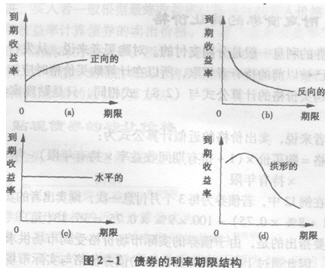 到期收益率
正向的
0
(a)
期限
到期收益率
反向的
0
(b)
期限
到期收益率
水平的
0
(c)
期限
到期收益率
拱形的
0
(d)
期限
图 2-1 债券的利率期限结构